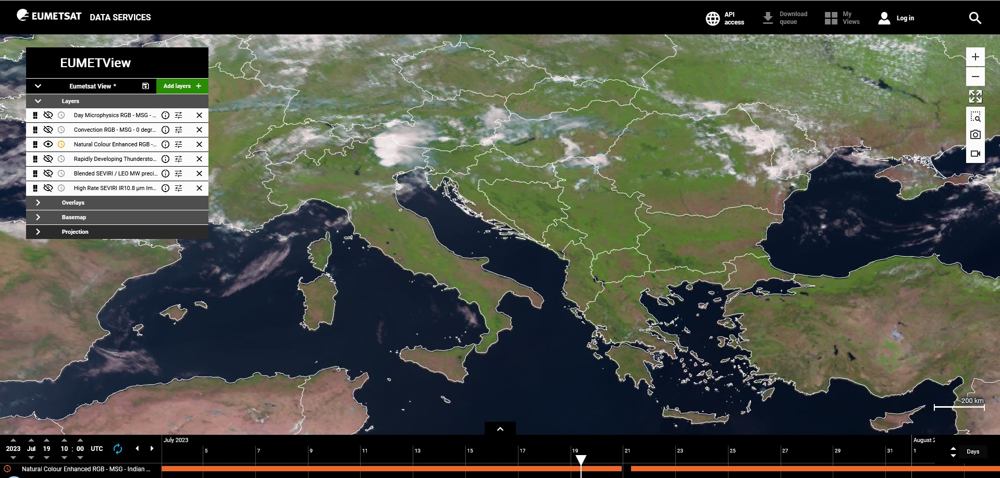 EUMETSAT DATA SERVICES
API access
Download queue
My Views
Log in
EUMETView
Eumetsat View *
Add layers +
Layers
Day Microphysics RGB - MSG - ...
Convection RGB - MSG - 0 degr...
Natural Colour Enhanced RGB -...
Rapidly Developing Thundersto...
Blended SEVIRI / LEO MW preci...
High Rate SEVIRI IR10.8 µm Im...
Overlays
Basemap
Projection
200 km
2023 Jul 19 10 : 00 UTC
July 2023
August 2
5 7 9 11 13 15 17 19 21 23 25 27 29 31 1
Days
Natural Colour Enhanced RGB - MSG - Indian ...